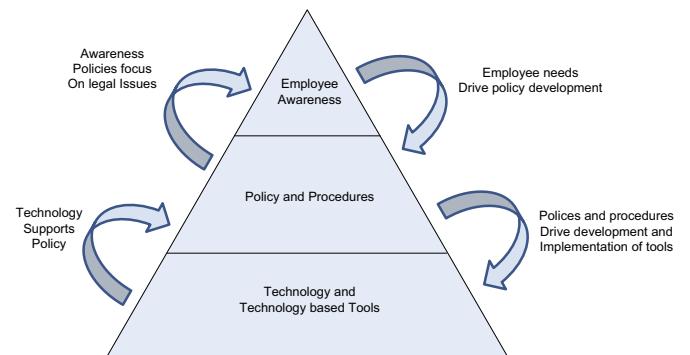 Awareness
Policies focus
On legal Issues
Employee
Awareness
Employee needs
Drive policy development
Policy and Procedures
Technology
Supports
Policy
Polices and procedures
Drive development and
Implementation of tools
Technology and
Technology based Tools